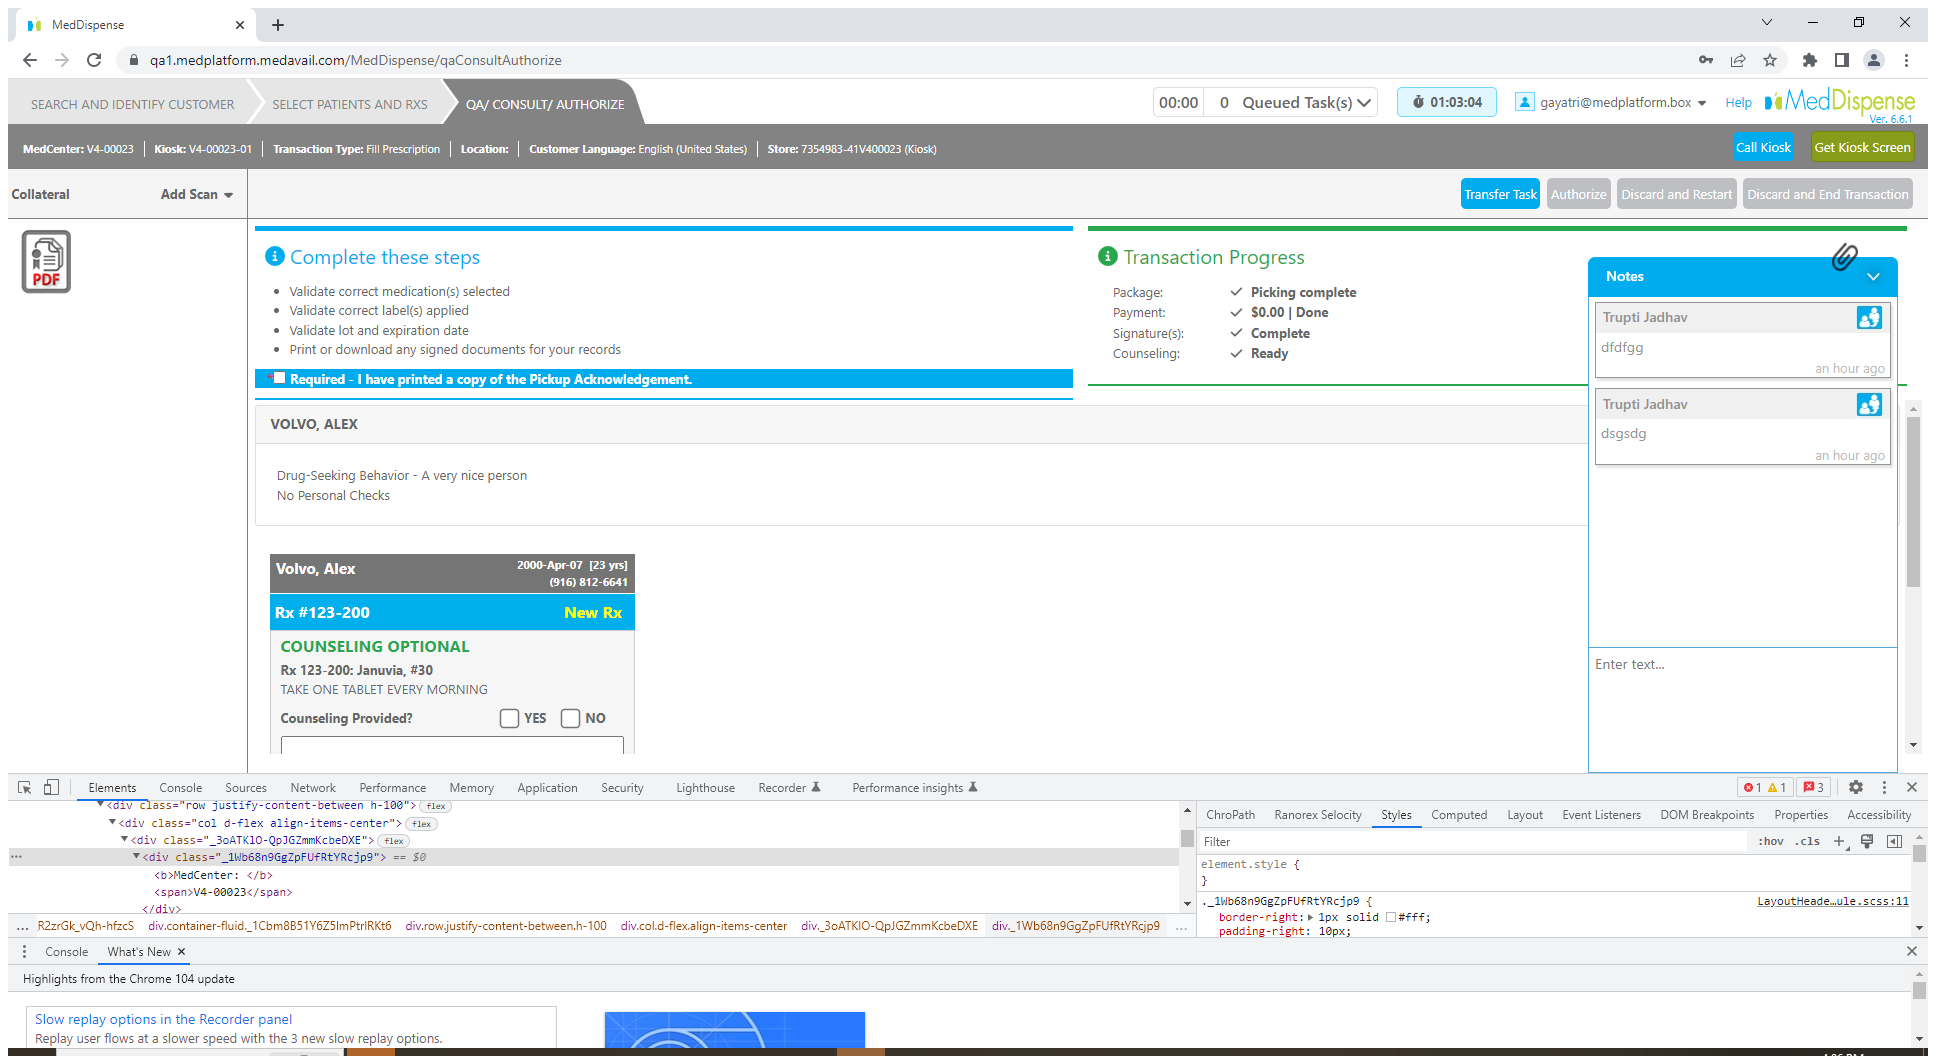 MedDispense
qa1.medplatform.medavail.com/MedDispense/qaConsultAuthorize
SEARCH AND IDENTIFY CUSTOMER
SELECT PATIENTS AND RXS
QA/ CONSULT/ AUTHORIZE
00:00
0
Queued Task(s)
01:03:04
gayatri@medplatform.box
Help
MedDispense
Ver. 6.6.1
MedCenter: V4-00023
Kiosk: V4-00023-01
Transaction Type: Fill Prescription
Location:
Customer Language: English (United States)
Store: 7354983-41V400023 (Kiosk)
Call Kiosk
Get Kiosk Screen
Collateral
Add Scan
Transfer Task
Authorize
Discard and Restart
Discard and End Transaction
PDF
Complete these steps
Validate correct medication(s) selected
Validate correct label(s) applied
Validate lot and expiration date
Print or download any signed documents for your records
* Required - I have printed a copy of the Pickup Acknowledgement.
Transaction Progress
Package:
Picking complete
Payment:
$0.00 | Done
Signature(s):
Complete
Counseling:
Ready
Notes
Trupti Jadhav
dfdfgg
an hour ago
Trupti Jadhav
dsgsdg
an hour ago
Enter text...
VOLVO, ALEX
Drug-Seeking Behavior - A very nice person
No Personal Checks
Volvo, Alex
2000-Apr-07 [23 yrs]
(916) 812-6641
Rx #123-200
New Rx
COUNSELING OPTIONAL
Rx 123-200: Januvia, #30
TAKE ONE TABLET EVERY MORNING
Counseling Provided?
YES
NO
Elements
Console
Sources
Network
Performance
Memory
Application
Security
Lighthouse
Recorder
Performance insights
1
1
3
<div class="row justify-content-between h-100"> flex
<div class="col d-flex align-items-center"> flex
<div class="_3oATKlO-QpJGZmmKcbeDXE"> flex
<div class="_1Wb68n9GgZpFUfRtYRcjp9"> == $0
<b>MedCenter: </b>
<span>V4-00023</span>
</div>
... R2zrGk_vQh-hfzcS div.container-fluid._1Cbm8B51Y6Z5ImPtrIRKt6 div.row.justify-content-between.h-100 div.col.d-flex.align-items-center div._3oATKlO-QpJGZmmKcbeDXE div._1Wb68n9GgZpFUfRtYRcjp9 ...
ChroPath
Ranorex Selocity
Styles
Computed
Layout
Event Listeners
DOM Breakpoints
Properties
Accessibility
Filter
:hov .cls +
element.style {
}
._1Wb68n9GgZpFUfRtYRcjp9 {
LayoutHeade…ule.scss:11
border-right: 1px solid #fff;
padding-right: 10px;
Console
What's New
Highlights from the Chrome 104 update
Slow replay options in the Recorder panel
Replay user flows at a slower speed with the 3 new slow replay options.